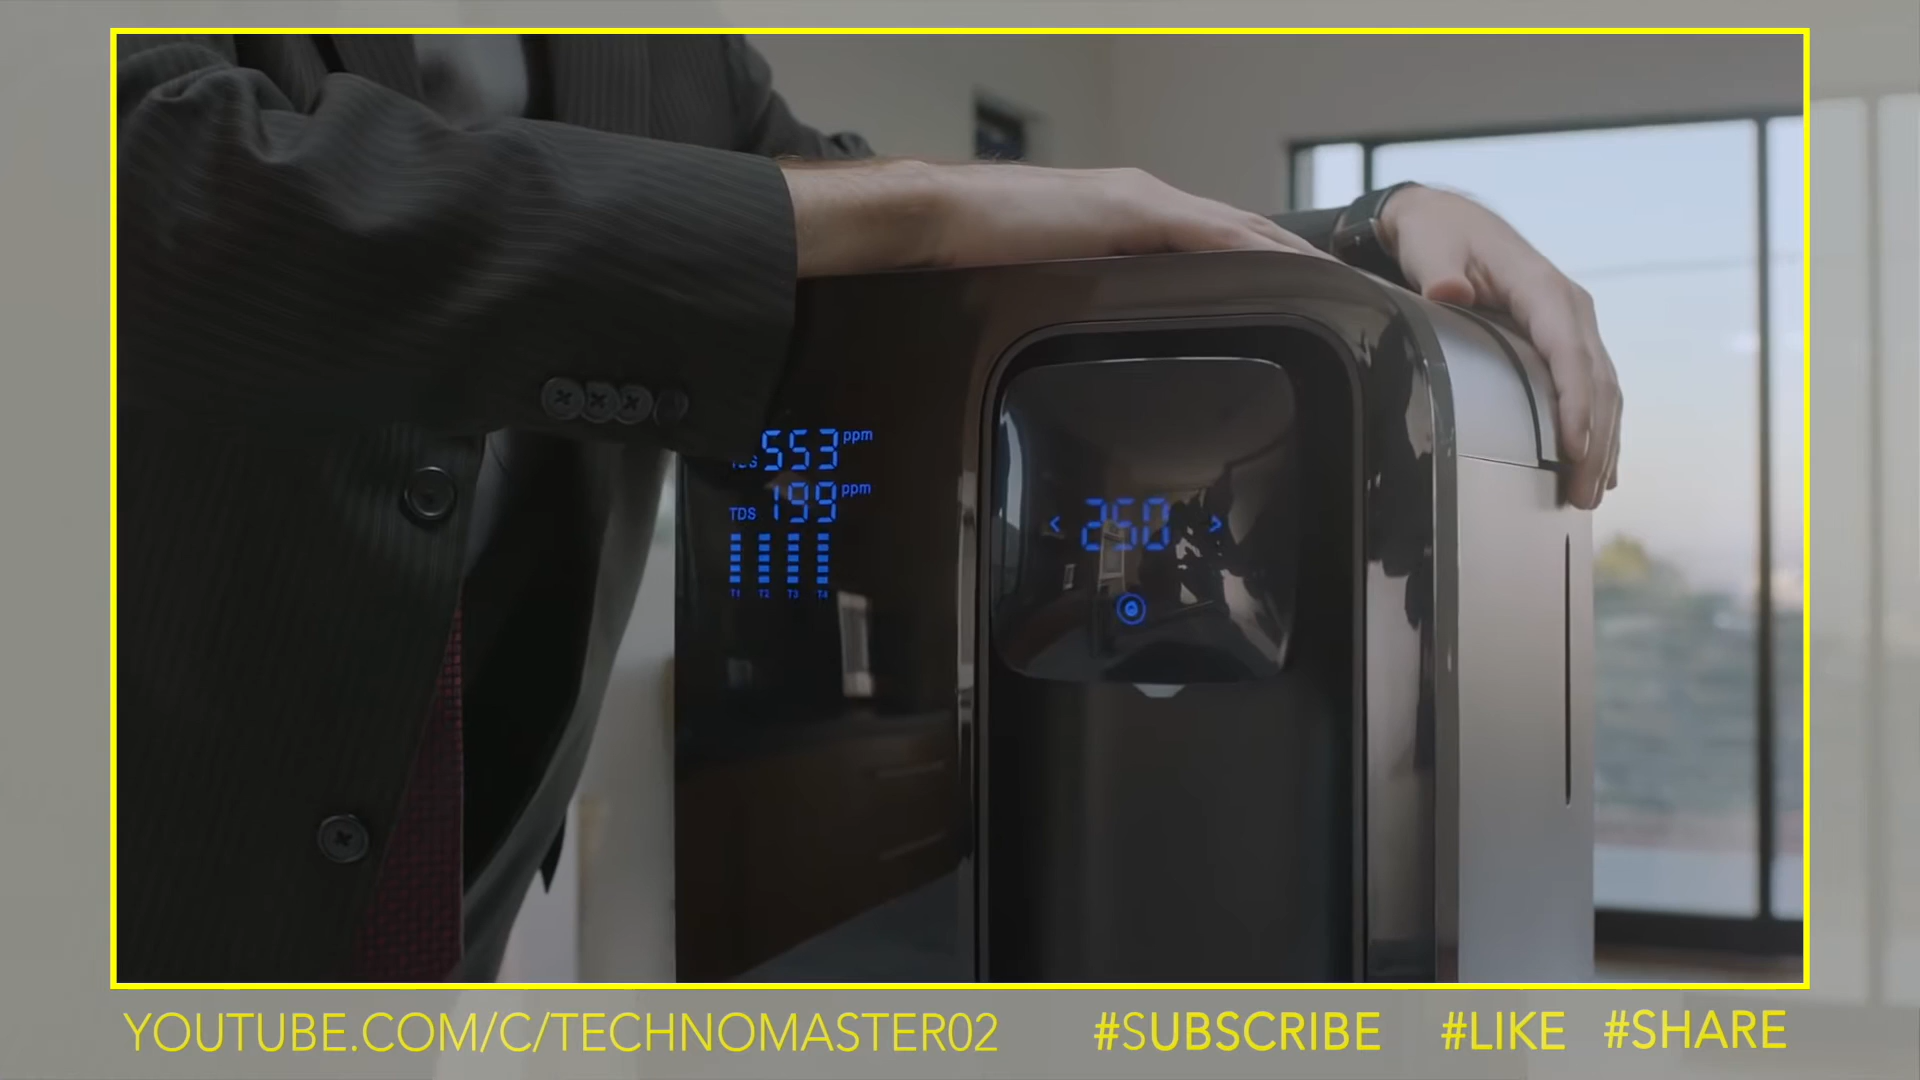 553 ppm
TDS 199 ppm
T1 T2 T3 T4
< 250 >
YOUTUBE.COM/C/TECHNOMASTER02 #SUBSCRIBE #LIKE #SHARE